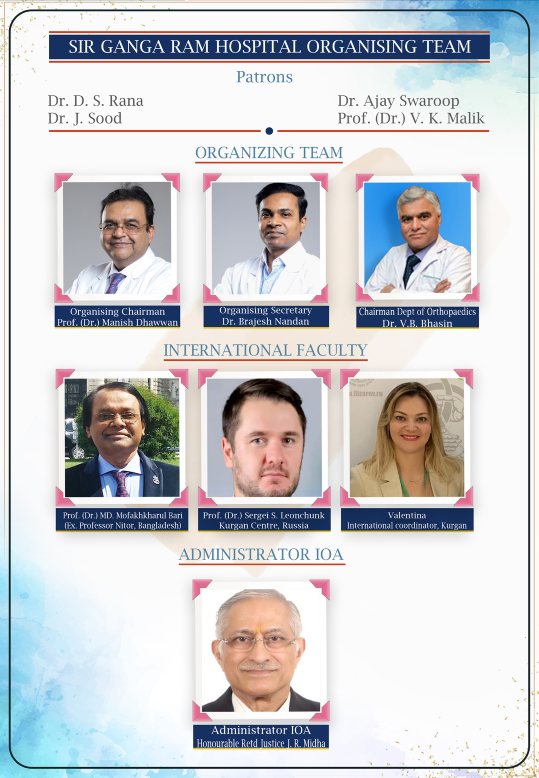 SIR GANGA RAM HOSPITAL ORGANISING TEAM
Patrons
Dr. D. S. Rana
Dr. J. Sood
Dr. Ajay Swaroop
Prof. (Dr.) V. K. Malik
ORGANIZING TEAM
Organising Chairman
Prof. (Dr.) Manish Dhawwan
Organising Secretary
Dr. Brajesh Nandan
Chairman Dept of Orthopaedics
Dr. V.B. Bhasin
INTERNATIONAL FACULTY
Prof. (Dr.) MD. Mofakhkharul Bari
(Ex. Professor Nitor, Bangladesh)
Prof. (Dr.) Sergei S. Leonchunk
Kurgan Centre, Russia
Valentina
International coordinator, Kurgan
ADMINISTRATOR IOA
Administrator IOA
Honourable Retd Justice J. R. Midha